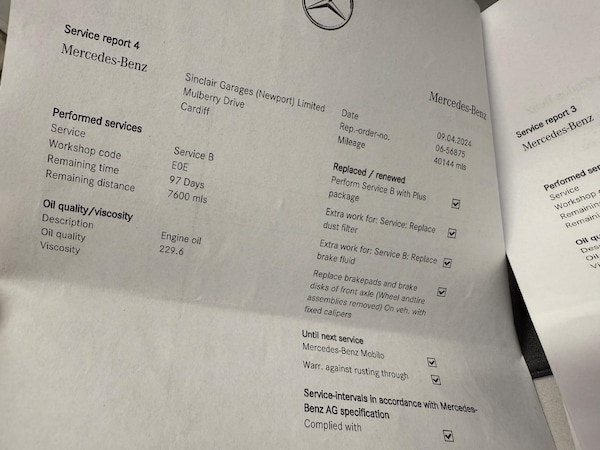 Service report 4
Mercedes-Benz
Sinclair Garages (Newport) Limited
Mulberry Drive
Cardiff
Mercedes-Benz
Date 09.04.2024
Rep.-order-no. 06-56875
Mileage 40144 mls
Performed services
Service Service B
Workshop code E0E
Remaining time 97 Days
Remaining distance 7600 mls
Oil quality/viscosity
Description Engine oil
Oil quality 229.6
Viscosity
Replaced / renewed
Perform Service B with Plus
package
Extra work for: Service: Replace
dust filter
Extra work for: Service B: Replace
brake fluid
Replace brakepads and brake
disks of front axle (Wheel andtire
assemblies removed) On veh. with
fixed calipers
Until next service
Mercedes-Benz Mobilo
Warr. against rusting through
Service-intervals in accordance with Mercedes-
Benz AG specification
Complied with
Service report 3
Mercedes-Benz
Performed
Service
Workshop
Remaining